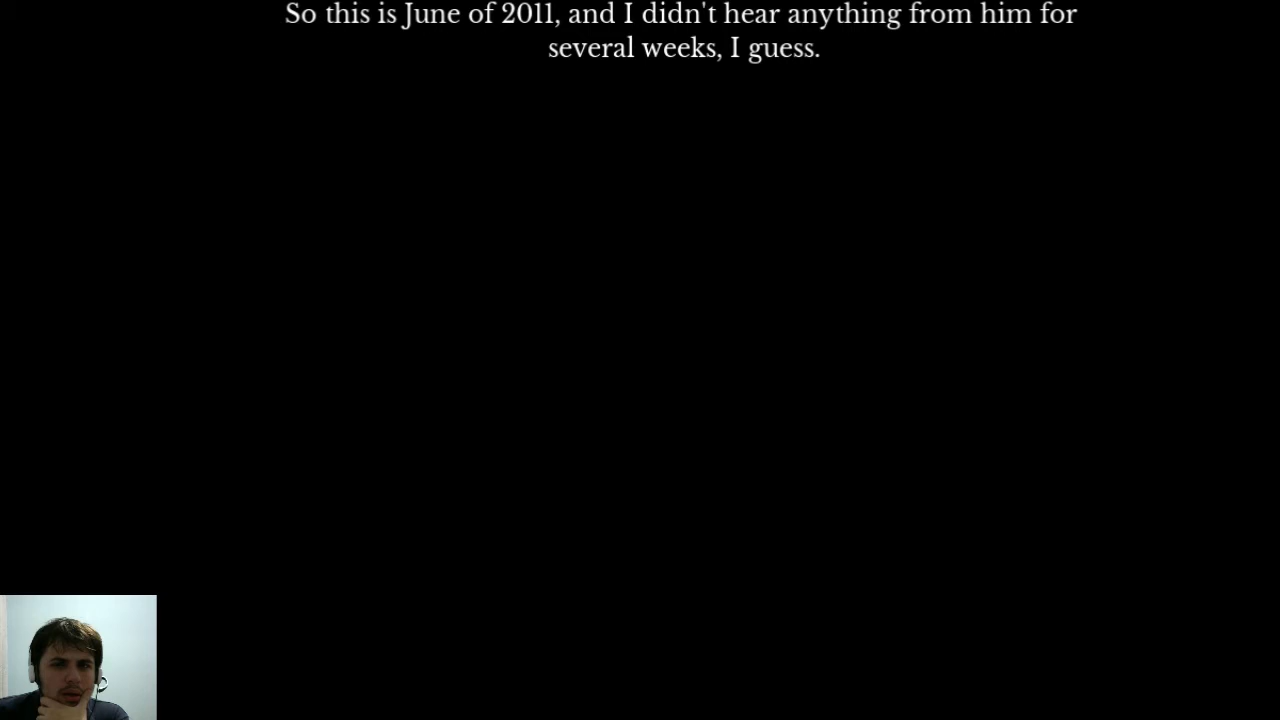 So this is June of 2011, and I didn't hear anything from him for
several weeks, I guess.